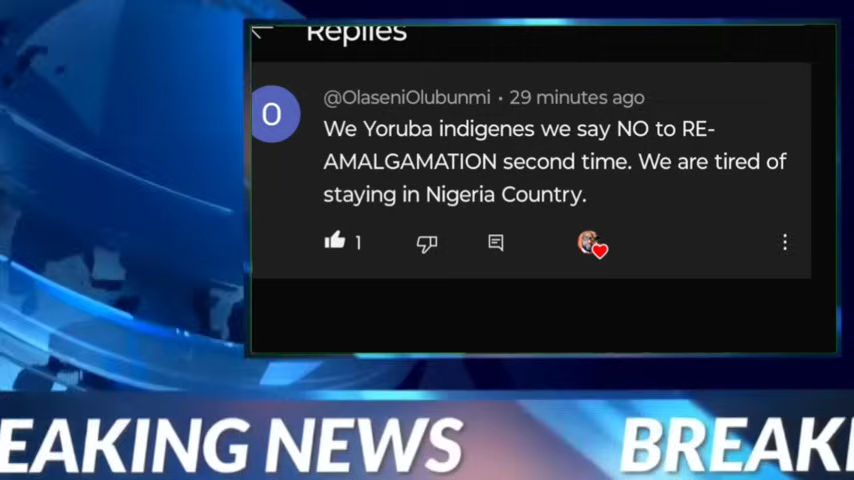 Replies
@OlaseniOlubunmi • 29 minutes ago
O
We Yoruba indigenes we say NO to RE-
AMALGAMATION second time. We are tired of
staying in Nigeria Country.
1
EAKING NEWS BREAK